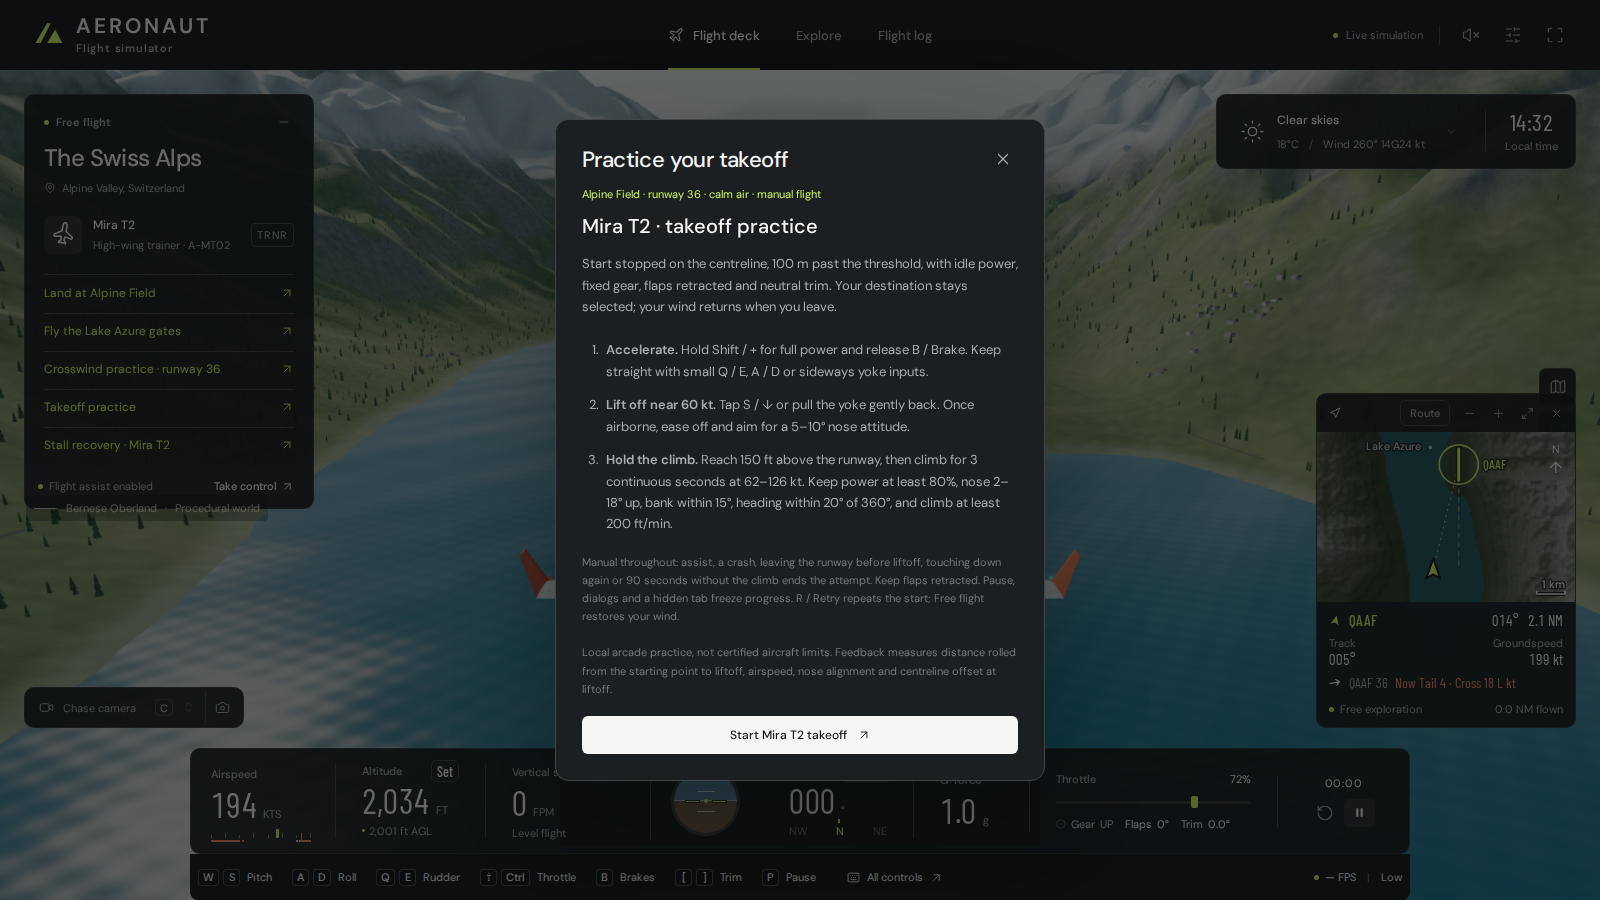 AERONAUT
Flight simulator
Flight deck
Explore
Flight log
Live simulation
Free flight
The Swiss Alps
Alpine Valley, Switzerland
Mira T2
High-wing trainer · A-MT02
TRNR
Land at Alpine Field
Fly the Lake Azure gates
Crosswind practice · runway 36
Takeoff practice
Stall recovery · Mira T2
Flight assist enabled
Take control
Bernese Oberland · Procedural world
Clear skies
18°C / Wind 260° 14G24 kt
14:32
Local time
Practice your takeoff
Alpine Field · runway 36 · calm air · manual flight
Mira T2 · takeoff practice
Start stopped on the centreline, 100 m past the threshold, with idle power,
fixed gear, flaps retracted and neutral trim. Your destination stays
selected; your wind returns when you leave.
1. Accelerate. Hold Shift / + for full power and release B / Brake. Keep
straight with small Q / E, A / D or sideways yoke inputs.
2. Lift off near 60 kt. Tap S / ↓ or pull the yoke gently back. Once
airborne, ease off and aim for a 5–10° nose attitude.
3. Hold the climb. Reach 150 ft above the runway, then climb for 3
continuous seconds at 62–126 kt. Keep power at least 80%, nose 2–
18° up, bank within 15°, heading within 20° of 360°, and climb at least
200 ft/min.
Manual throughout: assist, a crash, leaving the runway before liftoff, touching down
again or 90 seconds without the climb ends the attempt. Keep flaps retracted. Pause,
dialogs and a hidden tab freeze progress. R / Retry repeats the start; Free flight
restores your wind.
Local arcade practice, not certified aircraft limits. Feedback measures distance rolled
from the starting point to liftoff, airspeed, nose alignment and centreline offset at
liftoff.
Start Mira T2 takeoff
Route
Lake Azure
N
QAAF
1 km
QAAF
014° 2.1 NM
Track
Groundspeed
005°
199 kt
QAAF 36 Now Tail 4 · Cross 18 L kt
Free exploration
0.0 NM flown
Chase camera
C
Airspeed
194 KTS
Altitude
Set
2,034 FT
2,001 ft AGL
Vertical
0 FPM
Level flight
000
NW N NE
1.0 g
Throttle
72%
Gear UP Flaps 0° Trim 0.0°
00:00
W S Pitch
A D Roll
Q E Rudder
⇧ Ctrl Throttle
B Brakes
[ ] Trim
P Pause
All controls
— FPS | Low